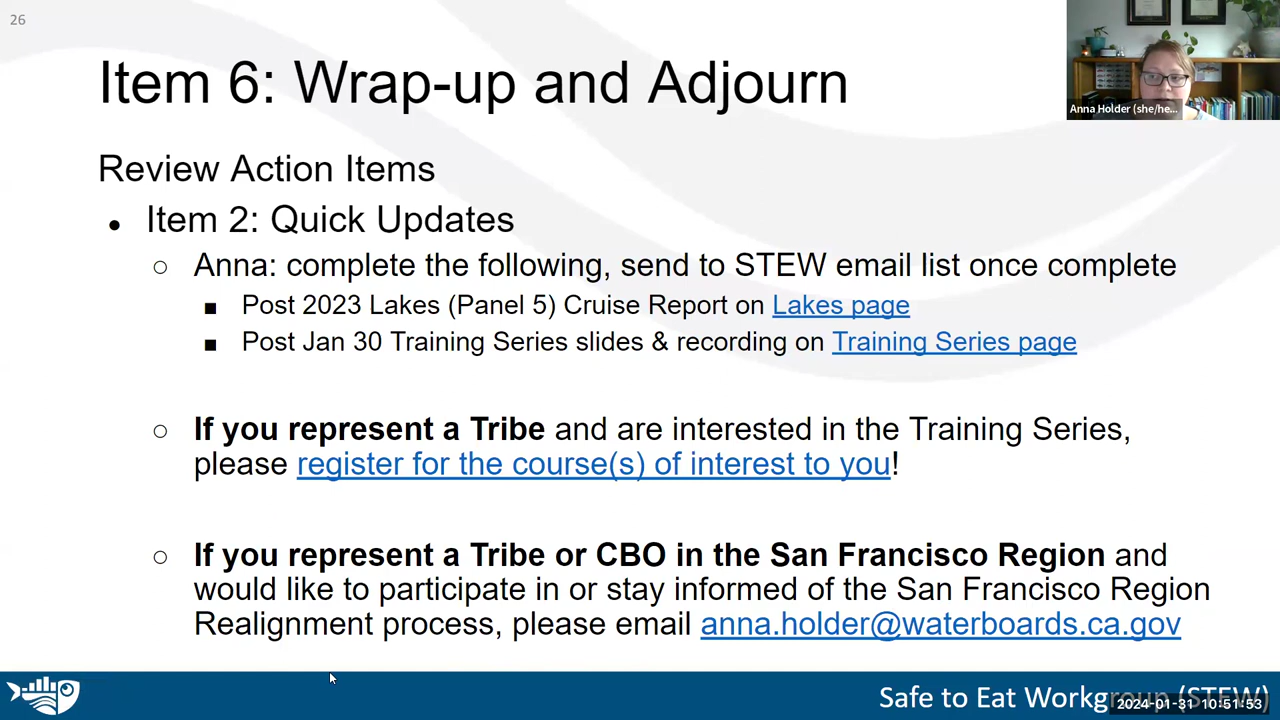 26
Item 6: Wrap-up and Adjourn
Anna Holder (she/he...
Review Action Items
● Item 2: Quick Updates
○ Anna: complete the following, send to STEW email list once complete
■ Post 2023 Lakes (Panel 5) Cruise Report on Lakes page
■ Post Jan 30 Training Series slides & recording on Training Series page
○ If you represent a Tribe and are interested in the Training Series,
please register for the course(s) of interest to you!
○ If you represent a Tribe or CBO in the San Francisco Region and
would like to participate in or stay informed of the San Francisco Region
Realignment process, please email anna.holder@waterboards.ca.gov
Safe to Eat Workgroup (STEW)
2024-01-31 10:51:53